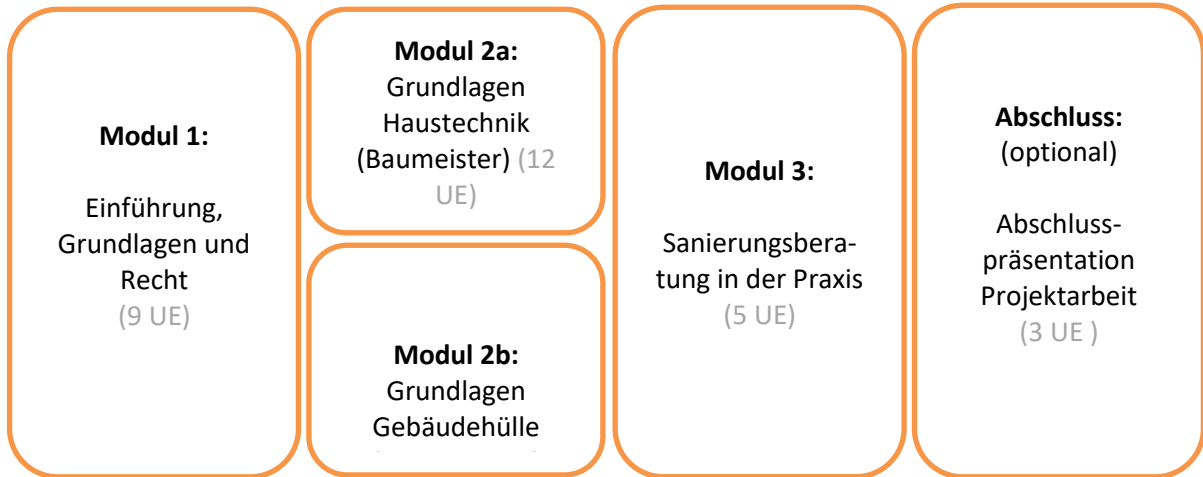 Modul 1:
Einführung,
Grundlagen und
Recht
(9 UE)
Modul 2a:
Grundlagen
Haustechnik
(Baumeister) (12
UE)
Modul 2b:
Grundlagen
Gebäudehülle
Modul 3:
Sanierungsbera-
tung in der Praxis
(5 UE)
Abschluss:
(optional)
Abschluss-
präsentation
Projektarbeit
(3 UE )